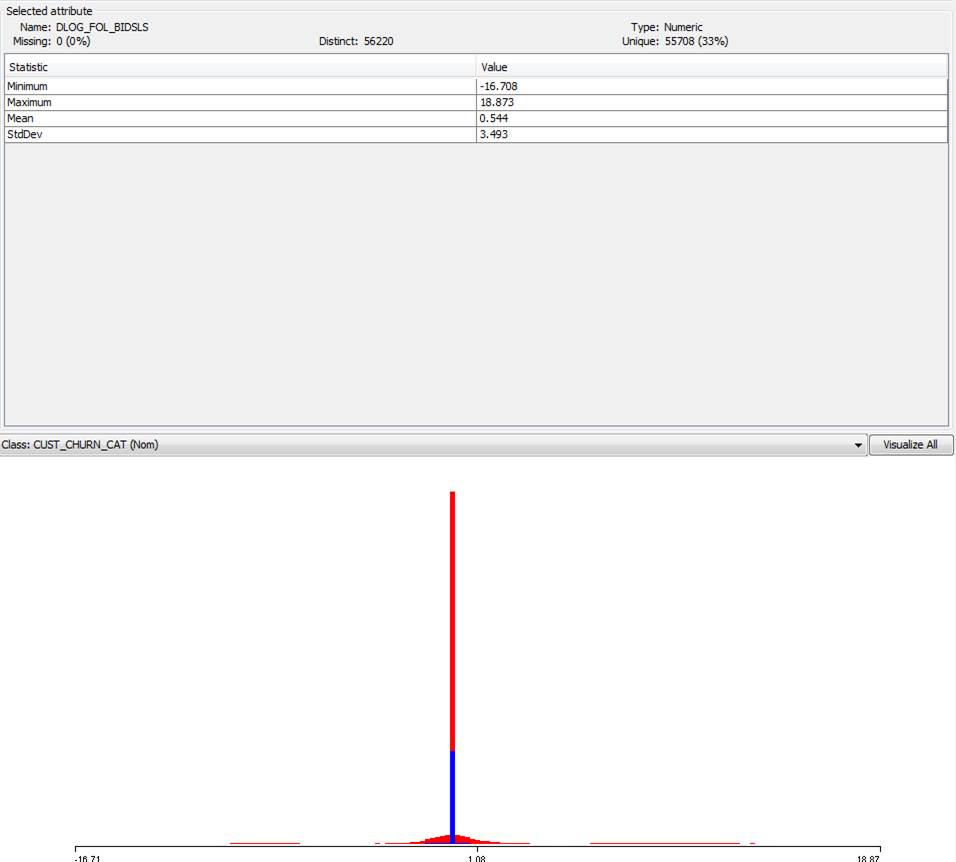 Selected attribute
Name: DLOG_FOL_BIDSLS Type: Numeric
Missing: 0 (0%) Distinct: 56220 Unique: 55708 (33%)
Statistic Value
Minimum -16.708
Maximum 18.873
Mean 0.544
StdDev 3.493
Class: CUST_CHURN_CAT (Nom) Visualize All
-16.71 1.08 18.87